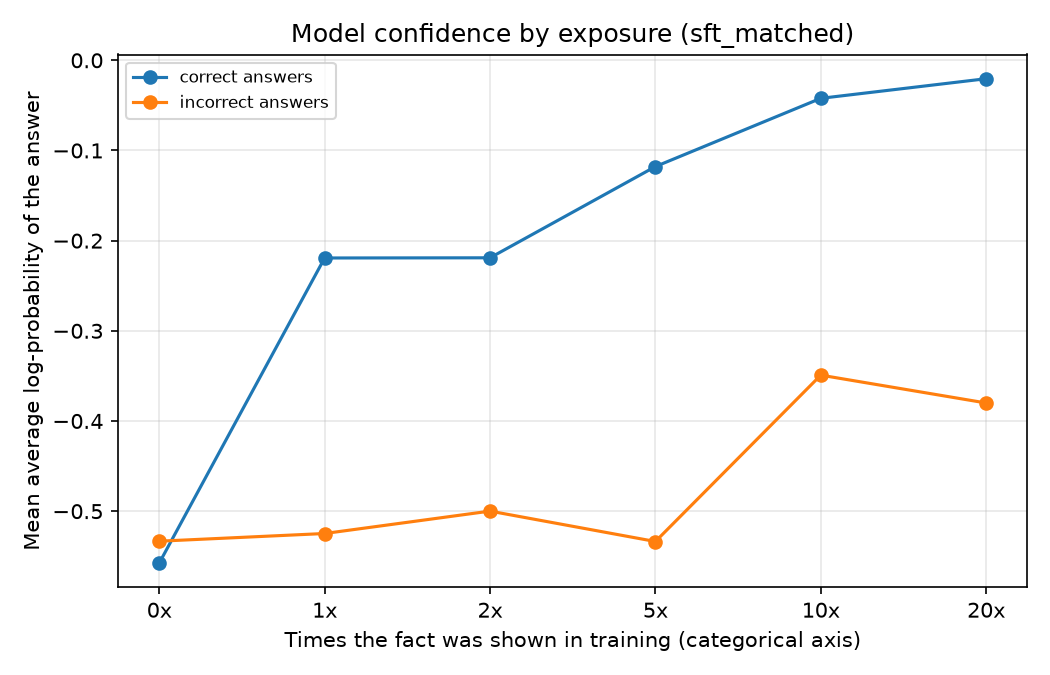 Model confidence by exposure (sft_matched)
correct answers
incorrect answers
Mean average log-probability of the answer
0.0
−0.1
−0.2
−0.3
−0.4
−0.5
0x 1x 2x 5x 10x 20x
Times the fact was shown in training (categorical axis)